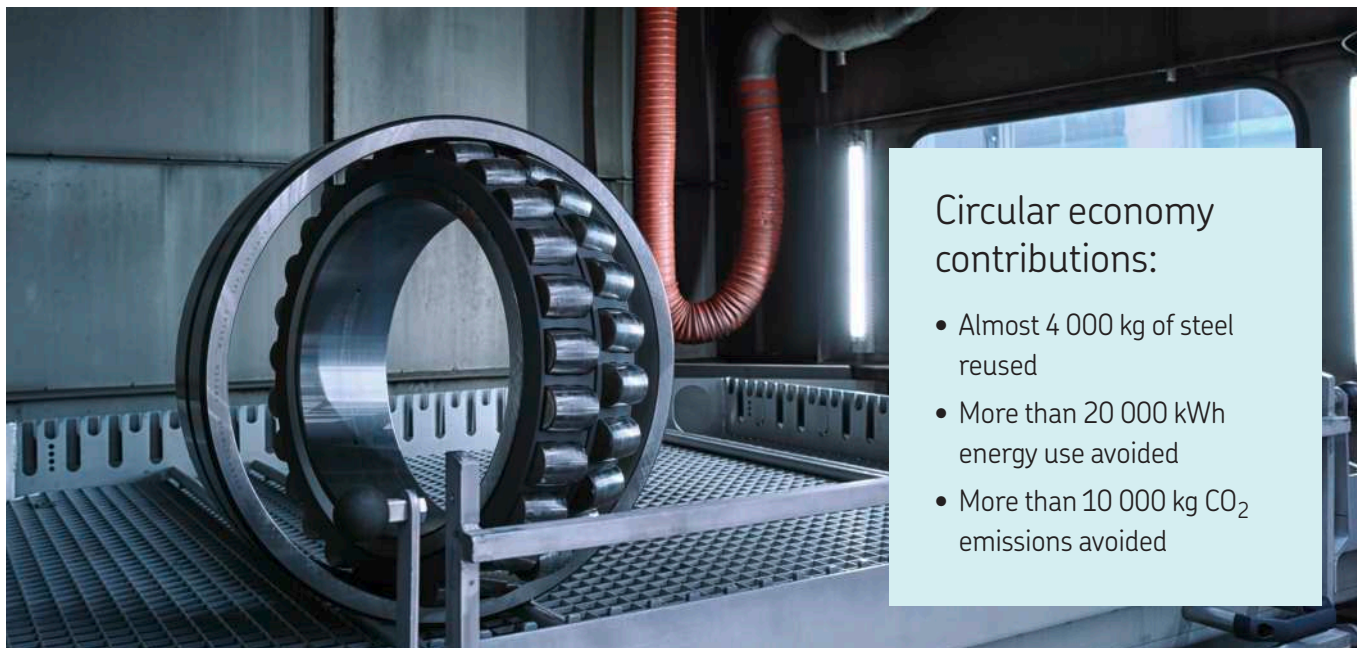 Circular economy
contributions:
• Almost 4 000 kg of steel
reused
• More than 20 000 kWh
energy use avoided
• More than 10 000 kg CO₂
emissions avoided